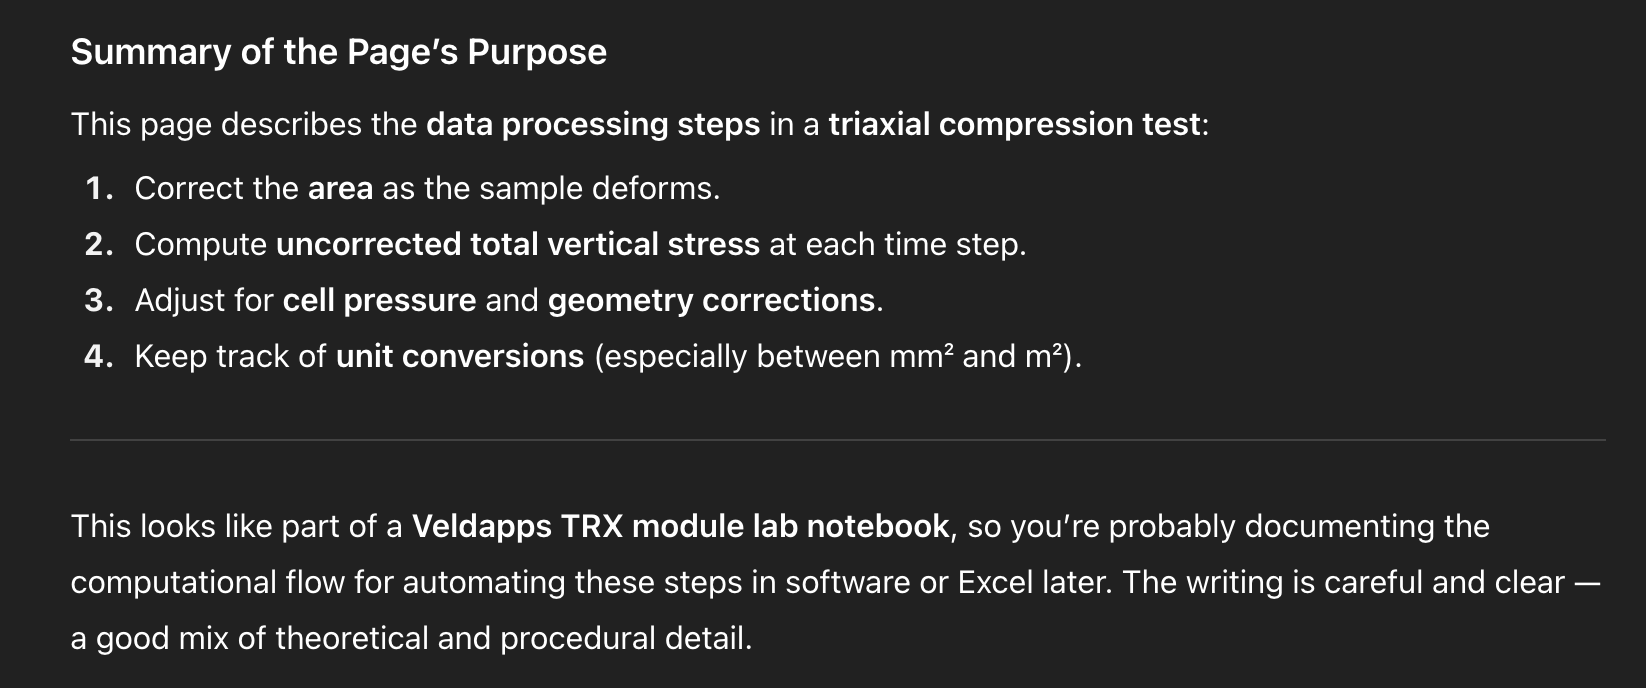 Summary of the Page’s Purpose
This page describes the data processing steps in a triaxial compression test:
1. Correct the area as the sample deforms.
2. Compute uncorrected total vertical stress at each time step.
3. Adjust for cell pressure and geometry corrections.
4. Keep track of unit conversions (especially between mm² and m²).
This looks like part of a Veldapps TRX module lab notebook, so you’re probably documenting the
computational flow for automating these steps in software or Excel later. The writing is careful and clear —
a good mix of theoretical and procedural detail.